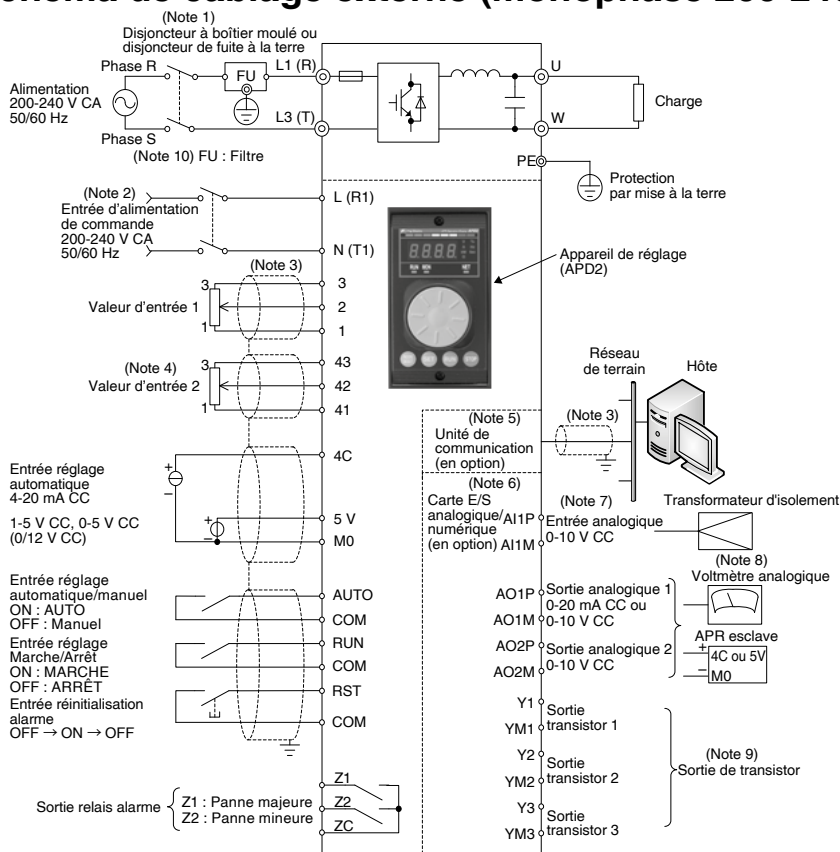 (Note 1)
Disjoncteur à boîtier moulé ou
disjoncteur de fuite à la terre
Phase R
FU
L1 (R)
U
Alimentation
200-240 V CA
50/60 Hz
Charge
L3 (T)
W
Phase S
(Note 10) FU : Filtre
PE
Protection
par mise à la terre
(Note 2)
Entrée d'alimentation
de commande
200-240 V CA
50/60 Hz
L (R1)
N (T1)
Appareil de réglage
(APD2)
(Note 3)
Valeur d'entrée 1
3
1
3
2
1
(Note 4)
Valeur d'entrée 2
3
1
43
42
41
Réseau
de terrain
Hôte
(Note 5)
Unité de
communication
(en option)
(Note 3)
Entrée réglage
automatique
4-20 mA CC
1-5 V CC, 0-5 V CC
(0/12 V CC)
+
−
+
−
4C
5 V
M0
(Note 6)
Carte E/S
analogique/
numérique
(en option)
AI1P
AI1M
(Note 7)
Entrée analogique
0-10 V CC
Transformateur d'isolement
(Note 8)
Voltmètre analogique
Entrée réglage
automatique/manuel
ON : AUTO
OFF : Manuel
AUTO
COM
AO1P
AO1M
Sortie analogique 1
0-20 mA CC ou
0-10 V CC
Entrée réglage
Marche/Arrêt
ON : MARCHE
OFF : ARRÊT
RUN
COM
AO2P
AO2M
Sortie analogique 2
0-10 V CC
APR esclave
+
−
4C ou 5V
M0
Entrée réinitialisation
alarme
OFF → ON → OFF
RST
COM
Y1
YM1
Sortie
transistor 1
Y2
YM2
Sortie
transistor 2
Y3
YM3
Sortie
transistor 3
(Note 9)
Sortie de transistor
Sortie relais alarme
Z1 : Panne majeure
Z2 : Panne mineure
Z1
Z2
ZC